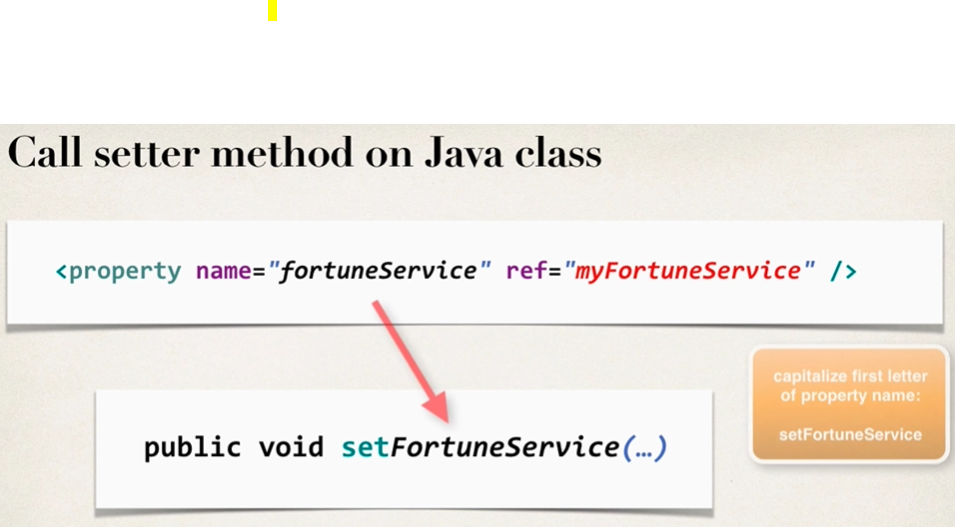 Call setter method on Java class
<property name="fortuneService" ref="myFortuneService" />
capitalize first letter
of property name:
setFortuneService
public void setFortuneService(…)